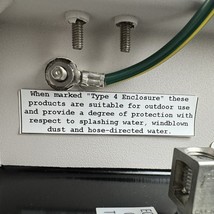 When marked "Type 4 Enclosure" these
products are suitable for outdoor use
and provide a degree of protection with
respect to splashing water, windblown
dust and hose-directed water.